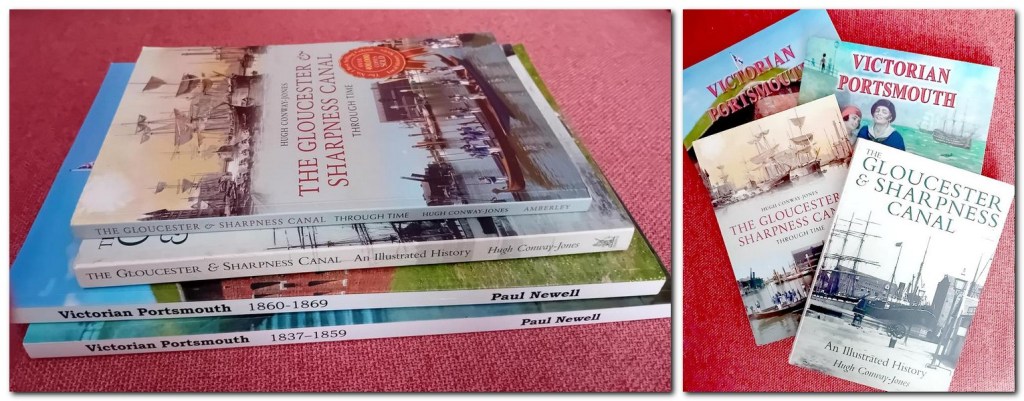 HUGH CONWAY-JONES
THE GLOUCESTER &
SHARPNESS CANAL
THROUGH TIME
THE GLOUCESTER & SHARPNESS CANAL THROUGH TIME HUGH CONWAY-JONES AMBERLEY
THE GLOUCESTER & SHARPNESS CANAL An Illustrated History Hugh Conway-Jones
Victorian Portsmouth 1860-1869 Paul Newell
Victorian Portsmouth 1837–1859 Paul Newell
VICTORIAN
PORTSMOUTH
VICTORIAN
PORTSMOUTH
HUGH CONWAY-JONES
THE GLOUCESTER
SHARPNESS CANA
THROUGH TIME
THE
GLOUCESTER
& SHARPNESS
CANAL
An Illustrated History
Hugh Conway-Jones